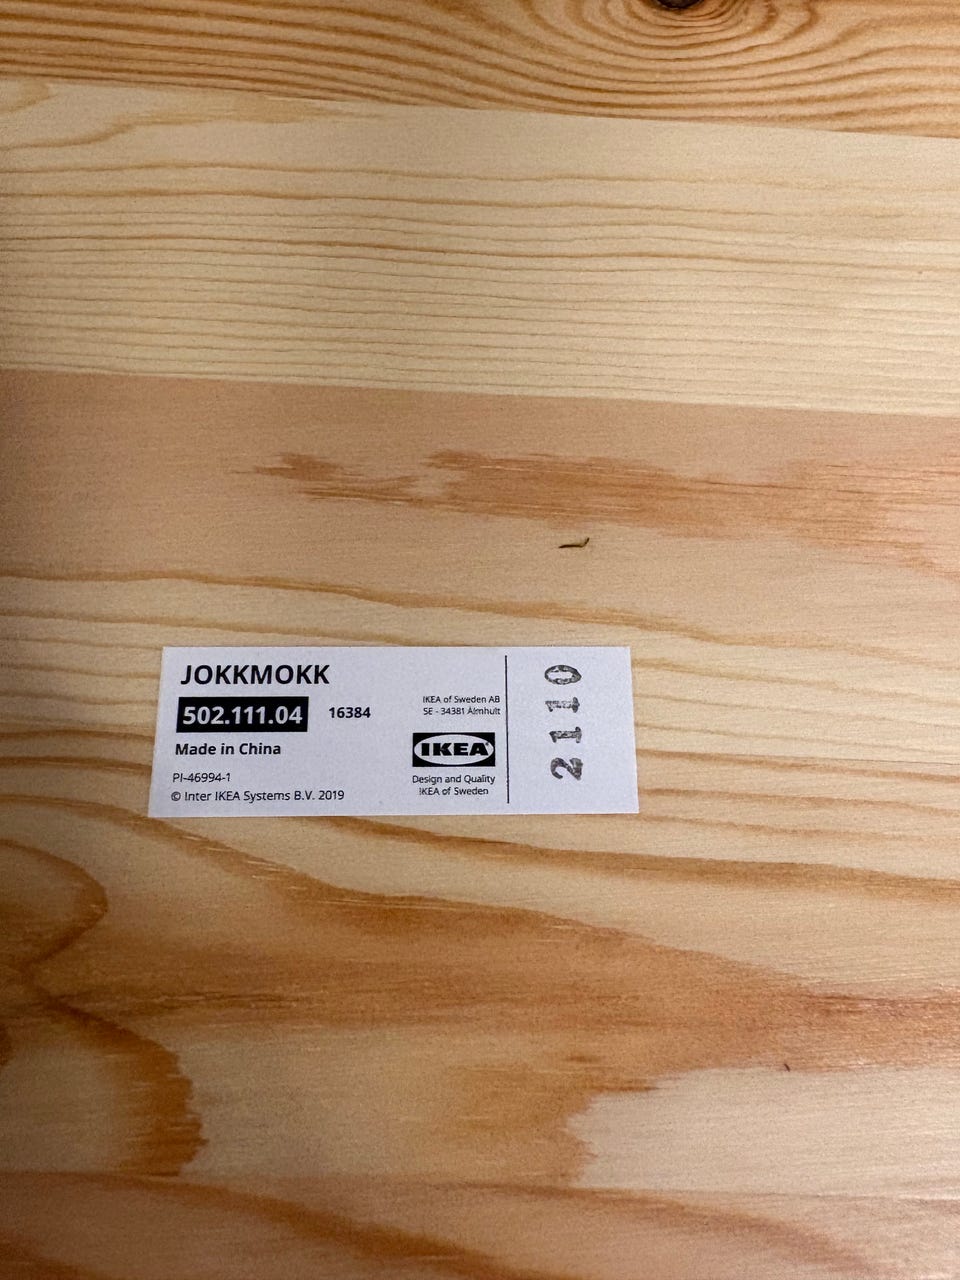 JOKKMOKK
502.111.04 16384
Made in China
PI-46994-1
© Inter IKEA Systems B.V. 2019
IKEA of Sweden AB
SE - 34381 Älmhult
IKEA
Design and Quality
IKEA of Sweden
2110